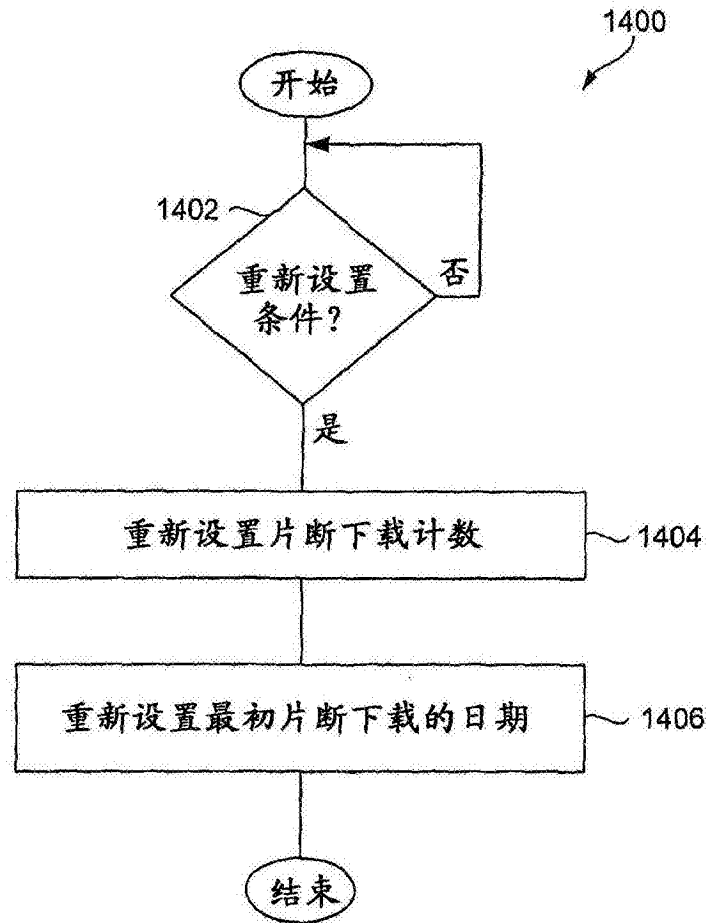 1400
开始
1402
重新设置
条件?
否
是
重新设置片断下载计数
1404
重新设置最初片断下载的日期
1406
结束